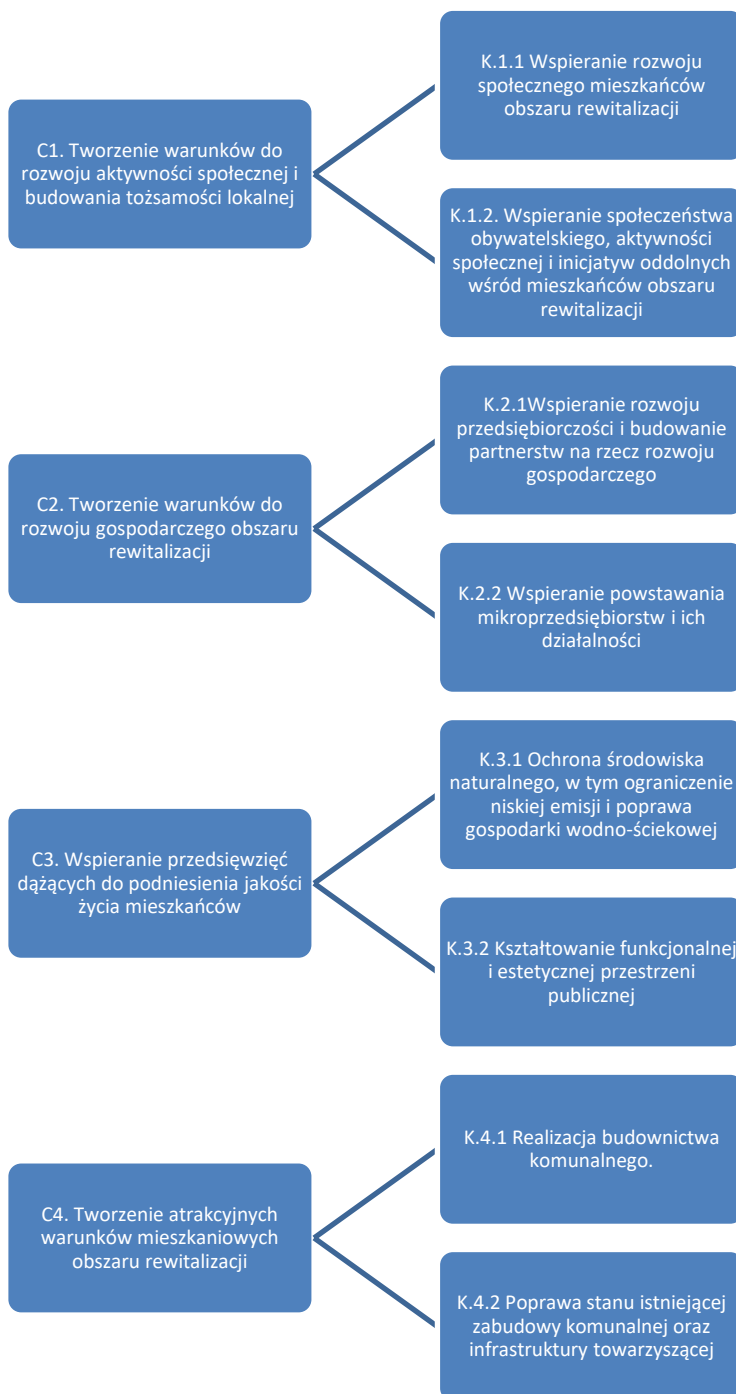 C1. Tworzenie warunków do
rozwoju aktywności społecznej i
budowania tożsamości lokalnej
K.1.1 Wspieranie rozwoju
społecznego mieszkańców
obszaru rewitalizacji
K.1.2. Wspieranie społeczeństwa
obywatelskiego, aktywności
społecznej i inicjatyw oddolnych
wśród mieszkańców obszaru
rewitalizacji
C2. Tworzenie warunków do
rozwoju gospodarczego obszaru
rewitalizacji
K.2.1Wspieranie rozwoju
przedsiębiorczości i budowanie
partnerstw na rzecz rozwoju
gospodarczego
K.2.2 Wspieranie powstawania
mikroprzedsiębiorstw i ich
działalności
C3. Wspieranie przedsięwzięć
dążących do podniesienia jakości
życia mieszkańców
K.3.1 Ochrona środowiska
naturalnego, w tym ograniczenie
niskiej emisji i poprawa
gospodarki wodno-ściekowej
K.3.2 Kształtowanie funkcjonalnej
i estetycznej przestrzeni
publicznej
C4. Tworzenie atrakcyjnych
warunków mieszkaniowych
obszaru rewitalizacji
K.4.1 Realizacja budownictwa
komunalnego.
K.4.2 Poprawa stanu istniejącej
zabudowy komunalnej oraz
infrastruktury towarzyszącej